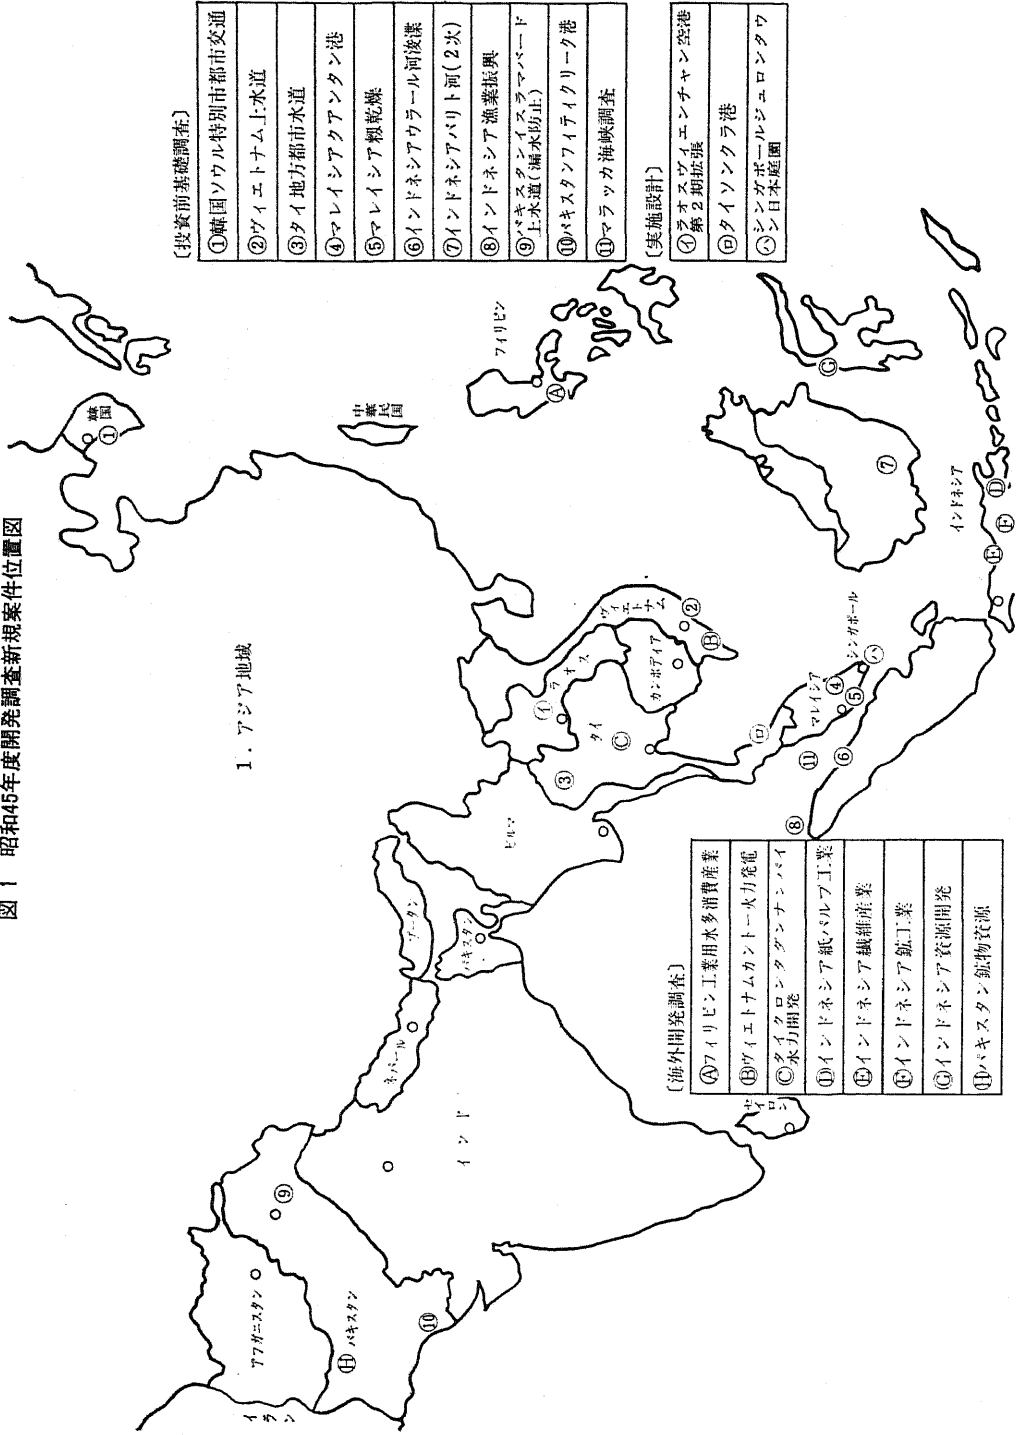 図 1　昭和45年度開発調査新規案件位置図
1．アジア地域
〔投資前基礎調査〕
①韓国ソウル特別市都市交通
②ヴィエトナム上水道
③タイ地方都市水道
④マレイシアクアンタン港
⑤マレイシア籾乾燥
⑥インドネシアウラール河浚渫
⑦インドネシアバリト河(2次)
⑧インドネシア漁業振興
⑨パキスタンイスラマバード
上水道(漏水防止)
⑩パキスタンフィティクリーク港
⑪マラッカ海峡調査
〔実施設計〕
㋑ラオスヴィエンチャン空港
第2期拡張
㋺タイソンクラ港
㋩シンガポールジュロンタウ
ン日本庭園
〔海外開発調査〕
Ⓐフィリピン工業用水多消費産業
Ⓑヴィエトナムカントー火力発電
Ⓒタイクロンタダンナンパイ
水力開発
Ⓓインドネシア紙パルプ工業
Ⓔインドネシア繊維産業
Ⓕインドネシア鉱工業
Ⓖインドネシア資源開発
Ⓗパキスタン鉱物資源
イラン
アフガニスタン
パキスタン
Ⓗ
⑨
⑩
インド
ネパール
ブータン
パキスタン
セイロン
ビルマ
タイ
③
Ⓒ
㋺
ラオス
㋑
カンボディア
ヴィエトナム
②
Ⓑ
マレイシア
④
⑤
シンガポール
㋩
⑪
⑥
⑧
インドネシア
⑦
Ⓓ
Ⓔ
Ⓕ
Ⓖ
フィリピン
Ⓐ
中華民国
韓国
①